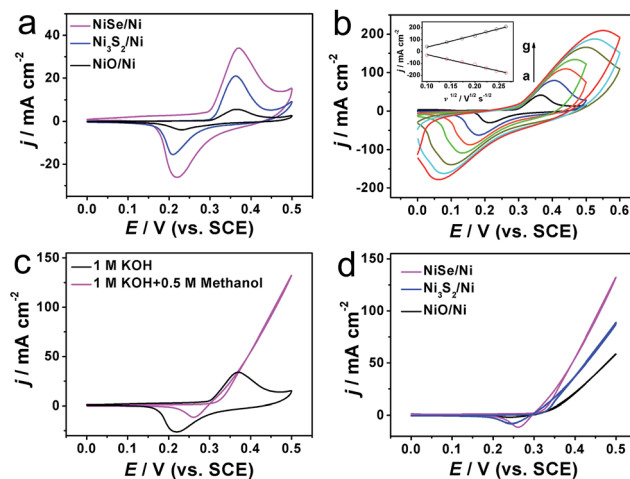 a
NiSe/Ni
Ni₃S₂/Ni
NiO/Ni
j / mA cm⁻²
40
20
0
-20
0.0 0.1 0.2 0.3 0.4 0.5
E / V (vs. SCE)
b
g
a
j / mA cm⁻²
200
100
0
-100
-200
0.10 0.15 0.20 0.25
ν ¹/² / V¹/² s⁻¹/²
j / mA cm⁻²
200
100
0
-100
-200
0.0 0.1 0.2 0.3 0.4 0.5 0.6
E / V (vs. SCE)
c
1 M KOH
1 M KOH+0.5 M Methanol
j / mA cm⁻²
150
100
50
0
0.0 0.1 0.2 0.3 0.4 0.5
E / V (vs. SCE)
d
NiSe/Ni
Ni₃S₂/Ni
NiO/Ni
j / mA cm⁻²
150
100
50
0
0.0 0.1 0.2 0.3 0.4 0.5
E / V (vs. SCE)